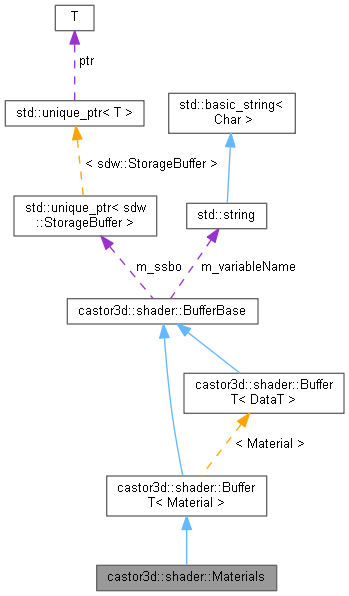 T
ptr
std::unique_ptr< T >
std::basic_string<
Char >
< sdw::StorageBuffer >
std::unique_ptr< sdw
::StorageBuffer >
std::string
m_ssbo
m_variableName
castor3d::shader::BufferBase
castor3d::shader::Buffer
T< DataT >
< Material >
castor3d::shader::Buffer
T< Material >
castor3d::shader::Materials